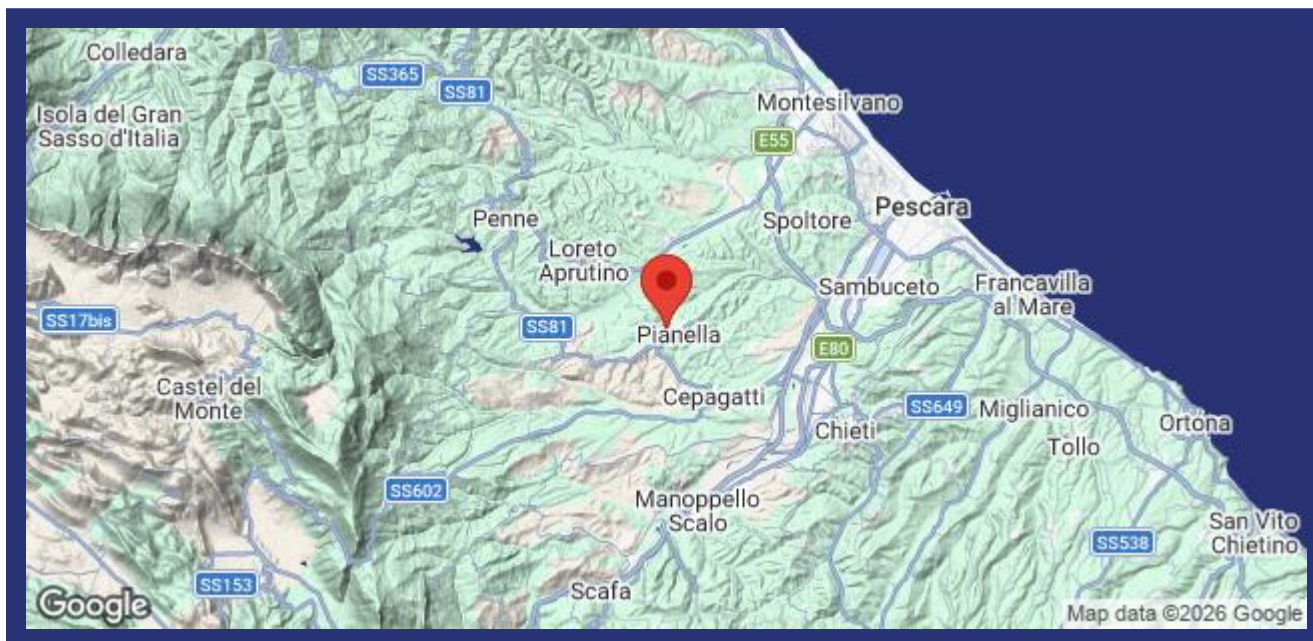 Colledara
SS365
SS81
Isola del Gran
Sasso d'Italia
Montesilvano
E55
Penne
Spoltore
Pescara
Loreto
Aprutino
Sambuceto
Francavilla
al Mare
SS17bis
SS81
Pianella
E80
Castel del
Monte
Cepagatti
SS649
Miglianico
Ortona
Chieti
Tollo
SS602
Manoppello
Scalo
San Vito
Chietino
SS538
SS153
Scafa
Google
Map data ©2026 Google